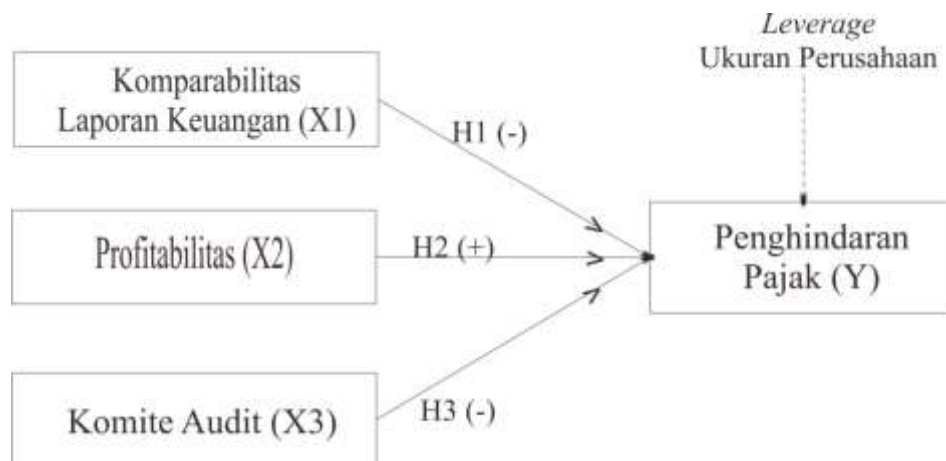 Leverage
Ukuran Perusahaan
Komparabilitas
Laporan Keuangan (X1)
H1 (-)
Profitabilitas (X2)
H2 (+)
Penghindaran
Pajak (Y)
Komite Audit (X3)
H3 (-)